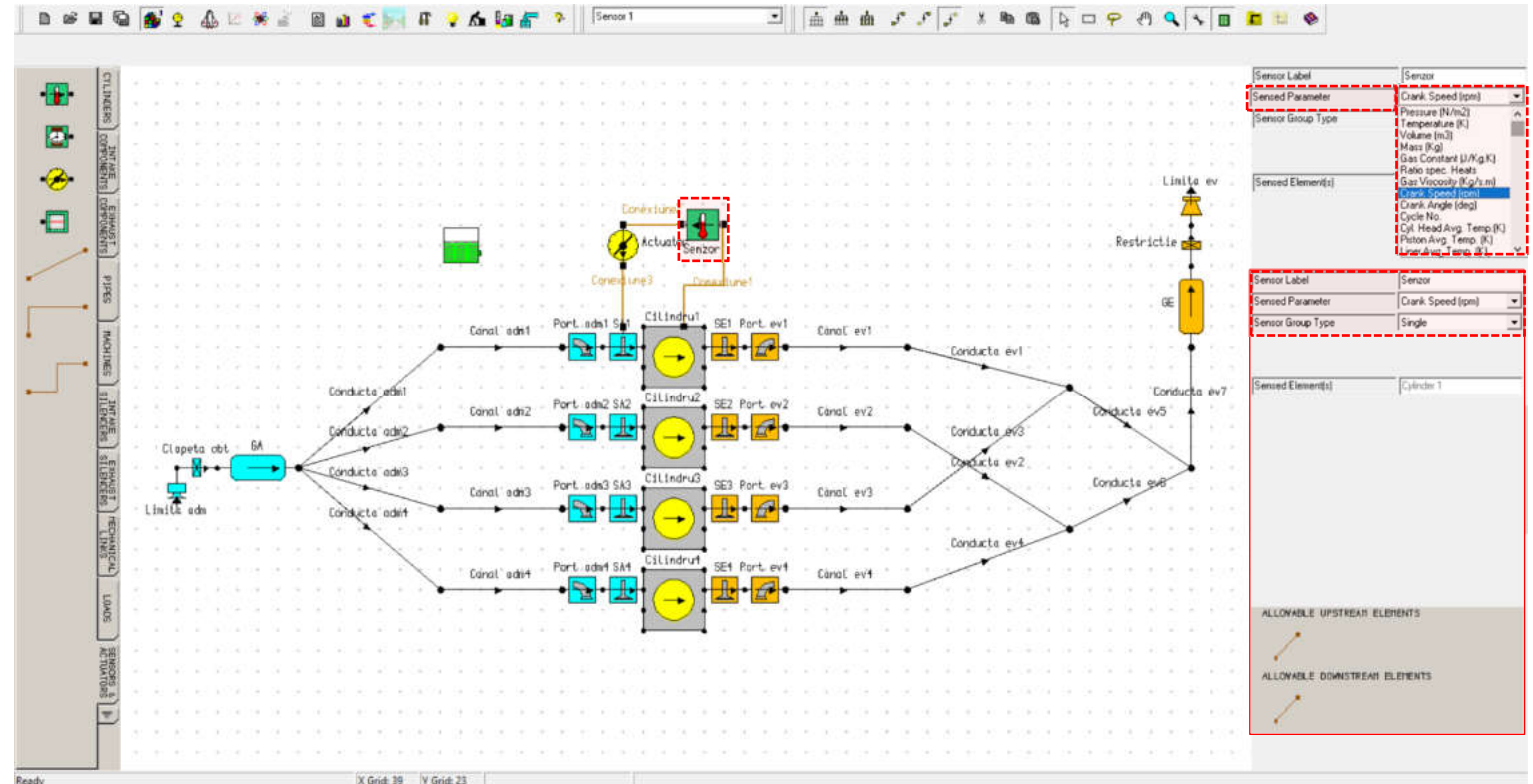 Sensor 1
CYLINDERS
INTAKE COMPONENTS
EXHAUST COMPONENTS
PIPES
MACHINES
INTAKE SILENCERS
EXHAUST SILENCERS
MECHANICAL LINKS
LOADS
SENSORS & ACTUATORS
Limita ev
Restrictie
GE
Senzor
Conexiune3
Conexiune1
Canal adm1
Port adm1 SA1
Cilindru1
SE1 Port ev1
Canal ev1
Conducta ev1
Conducta adm1
Conducta ev7
Canal adm2
Port adm2 SA2
Cilindru2
SE2 Port ev2
Canal ev2
Conducta ev5
Conducta adm2
Conducta ev3
Clapeta obt
GA
Conducta adm3
Conducta ev2
Canal adm3
Port adm3 SA3
Cilindru3
SE3 Port ev3
Canal ev3
Conducta ev6
Limita adm
Conducta adm4
Conducta ev4
Canal adm4
Port adm4 SA4
Cilindru4
SE4 Port ev4
Canal ev4
Sensor Label Senzor
Sensed Parameter Crank Speed (rpm)
Sensor Group Type
Pressure (N/m2)
Temperature (K)
Volume (m3)
Mass (Kg)
Gas Constant (J/Kg.K)
Ratio spec. Heats
Gas Viscosity (Kg/s.m)
Sensed Element(s)
Crank Speed (rpm)
Crank Angle (deg)
Cycle No.
Cyl. Head Avg. Temp.(K)
Piston Avg. Temp. (K)
Liner Avg. Temp. (K)
Sensor Label Senzor
Sensed Parameter Crank Speed (rpm)
Sensor Group Type Single
Sensed Element(s) Cylinder 1
ALLOWABLE UPSTREAM ELEMENTS
ALLOWABLE DOWNSTREAM ELEMENTS
Ready X Grid: 39 Y Grid: 23